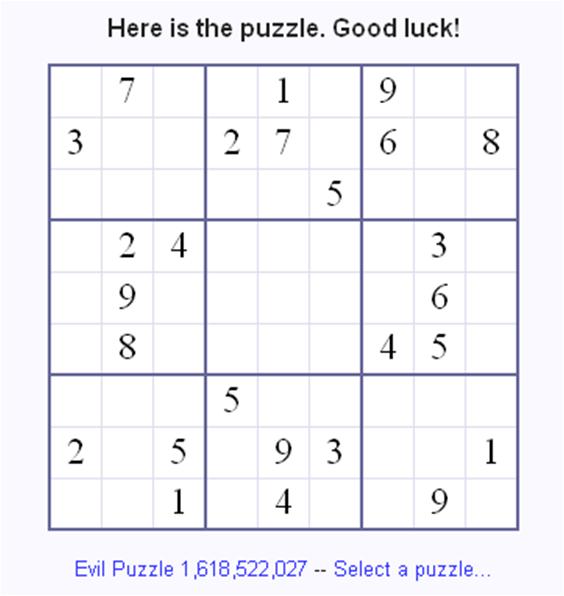 Here is the puzzle. Good luck!
7 1 9
3 2 7 6 8
5
2 4 3
9 6
8 4 5
5
2 5 9 3 1
1 4 9
Evil Puzzle 1,618,522,027 -- Select a puzzle...